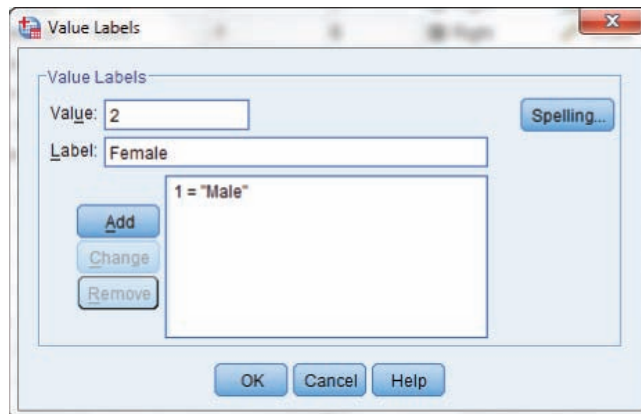 Value Labels
Value Labels
Value: 2
Spelling...
Label: Female
1 = "Male"
Add
Change
Remove
OK Cancel Help